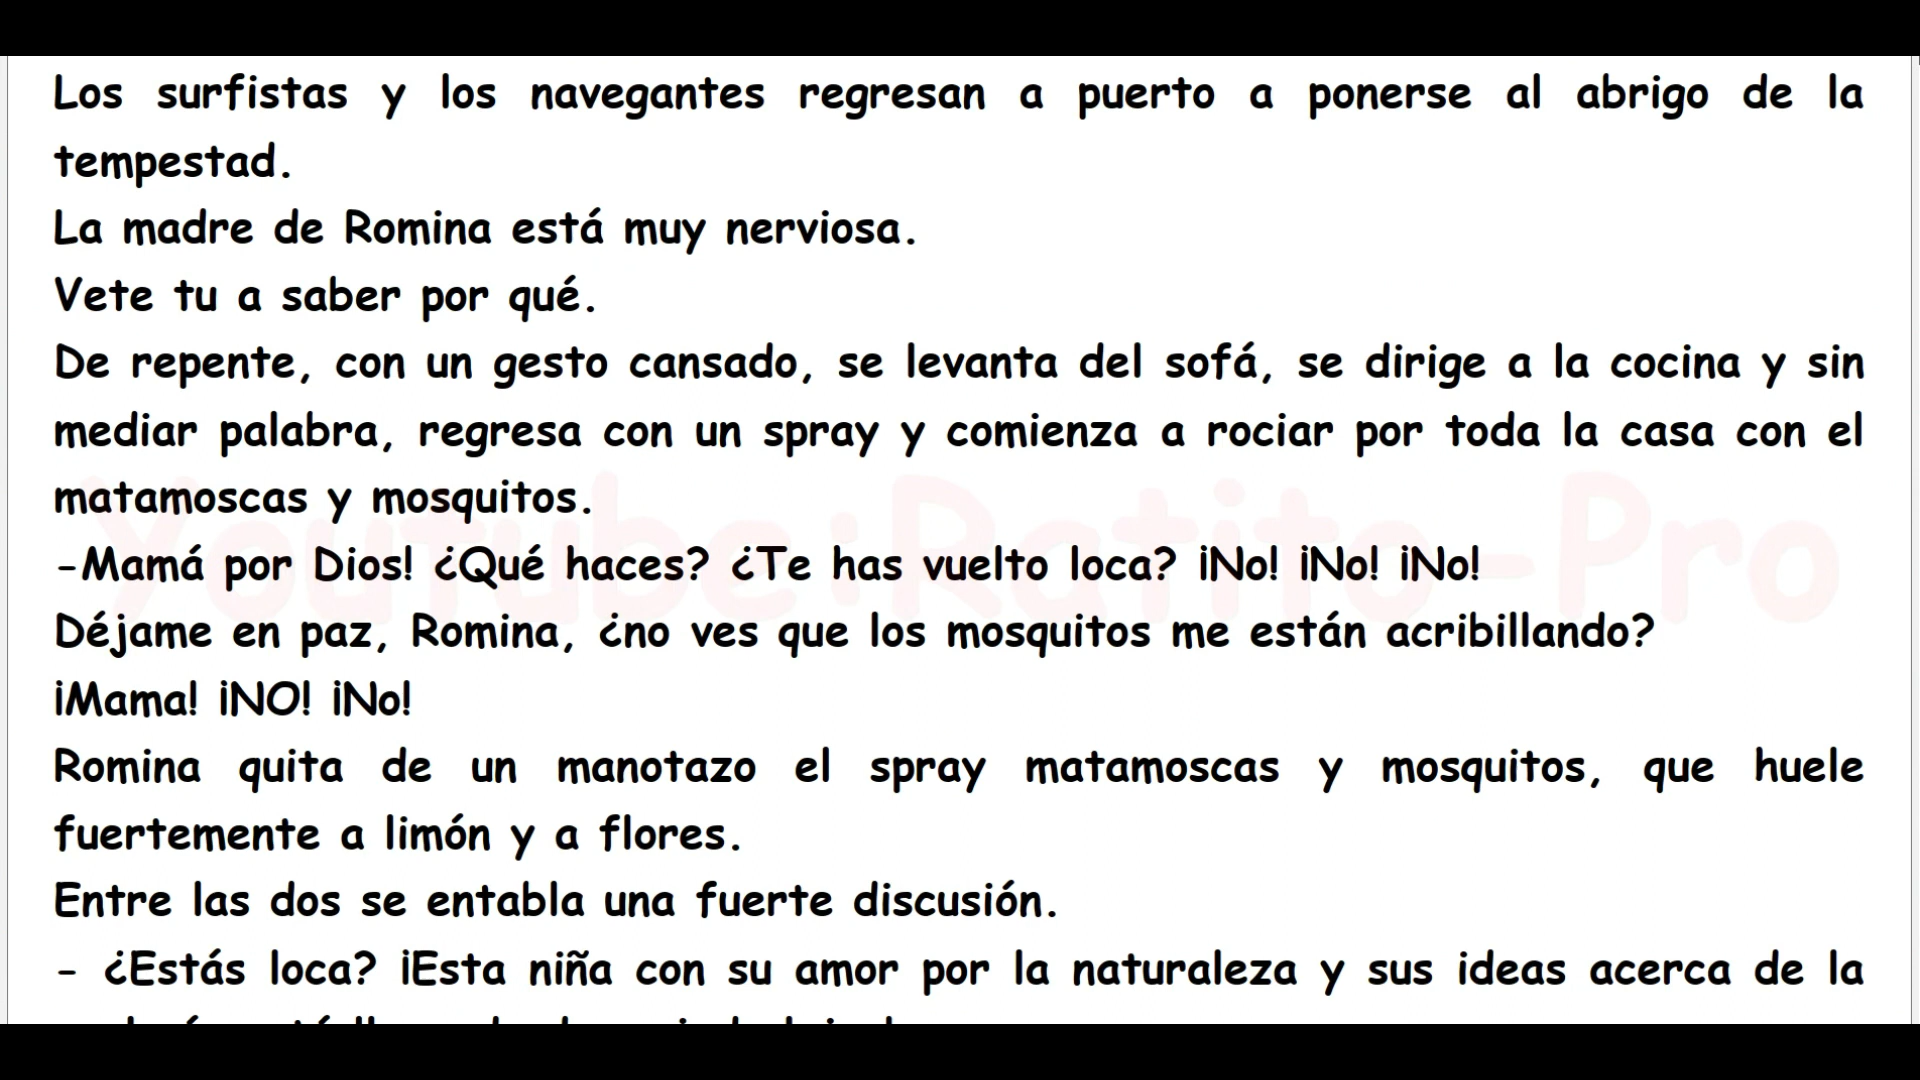 Los surfistas y los navegantes regresan a puerto a ponerse al abrigo de la
tempestad.
La madre de Romina está muy nerviosa.
Vete tu a saber por qué.
De repente, con un gesto cansado, se levanta del sofá, se dirige a la cocina y sin
mediar palabra, regresa con un spray y comienza a rociar por toda la casa con el
matamoscas y mosquitos.
Youtube:Ratito-Pro
-Mamá por Dios! ¿Qué haces? ¿Te has vuelto loca? ¡No! ¡No! ¡No!
Déjame en paz, Romina, ¿no ves que los mosquitos me están acribillando?
¡Mama! ¡NO! ¡No!
Romina quita de un manotazo el spray matamoscas y mosquitos, que huele
fuertemente a limón y a flores.
Entre las dos se entabla una fuerte discusión.
- ¿Estás loca? ¡Esta niña con su amor por la naturaleza y sus ideas acerca de la